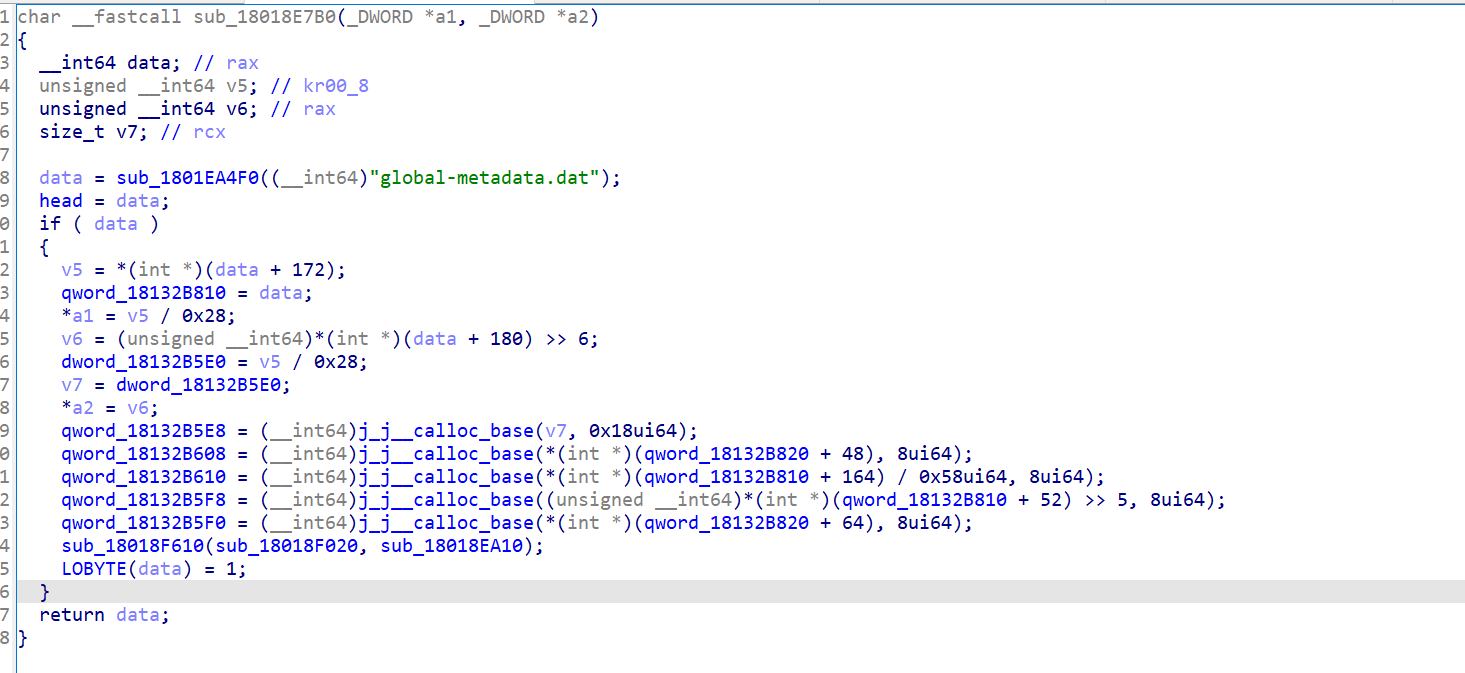 1 char __fastcall sub_18018E7B0(_DWORD *a1, _DWORD *a2)
2 {
3   __int64 data; // rax
4   unsigned __int64 v5; // kr00_8
5   unsigned __int64 v6; // rax
6   size_t v7; // rcx
7
8   data = sub_1801EA4F0((__int64)"global-metadata.dat");
9   head = data;
0   if ( data )
1   {
2     v5 = *(int *)(data + 172);
3     qword_18132B810 = data;
4     *a1 = v5 / 0x28;
5     v6 = (unsigned __int64)*(int *)(data + 180) >> 6;
6     dword_18132B5E0 = v5 / 0x28;
7     v7 = dword_18132B5E0;
8     *a2 = v6;
9     qword_18132B5E8 = (__int64)j_j__calloc_base(v7, 0x18ui64);
0     qword_18132B608 = (__int64)j_j__calloc_base(*(int *)(qword_18132B820 + 48), 8ui64);
1     qword_18132B610 = (__int64)j_j__calloc_base(*(int *)(qword_18132B810 + 164) / 0x58ui64, 8ui64);
2     qword_18132B5F8 = (__int64)j_j__calloc_base((unsigned __int64)*(int *)(qword_18132B810 + 52) >> 5, 8ui64);
3     qword_18132B5F0 = (__int64)j_j__calloc_base(*(int *)(qword_18132B820 + 64), 8ui64);
4     sub_18018F610(sub_18018F020, sub_18018EA10);
5     LOBYTE(data) = 1;
6   }
7   return data;
8 }